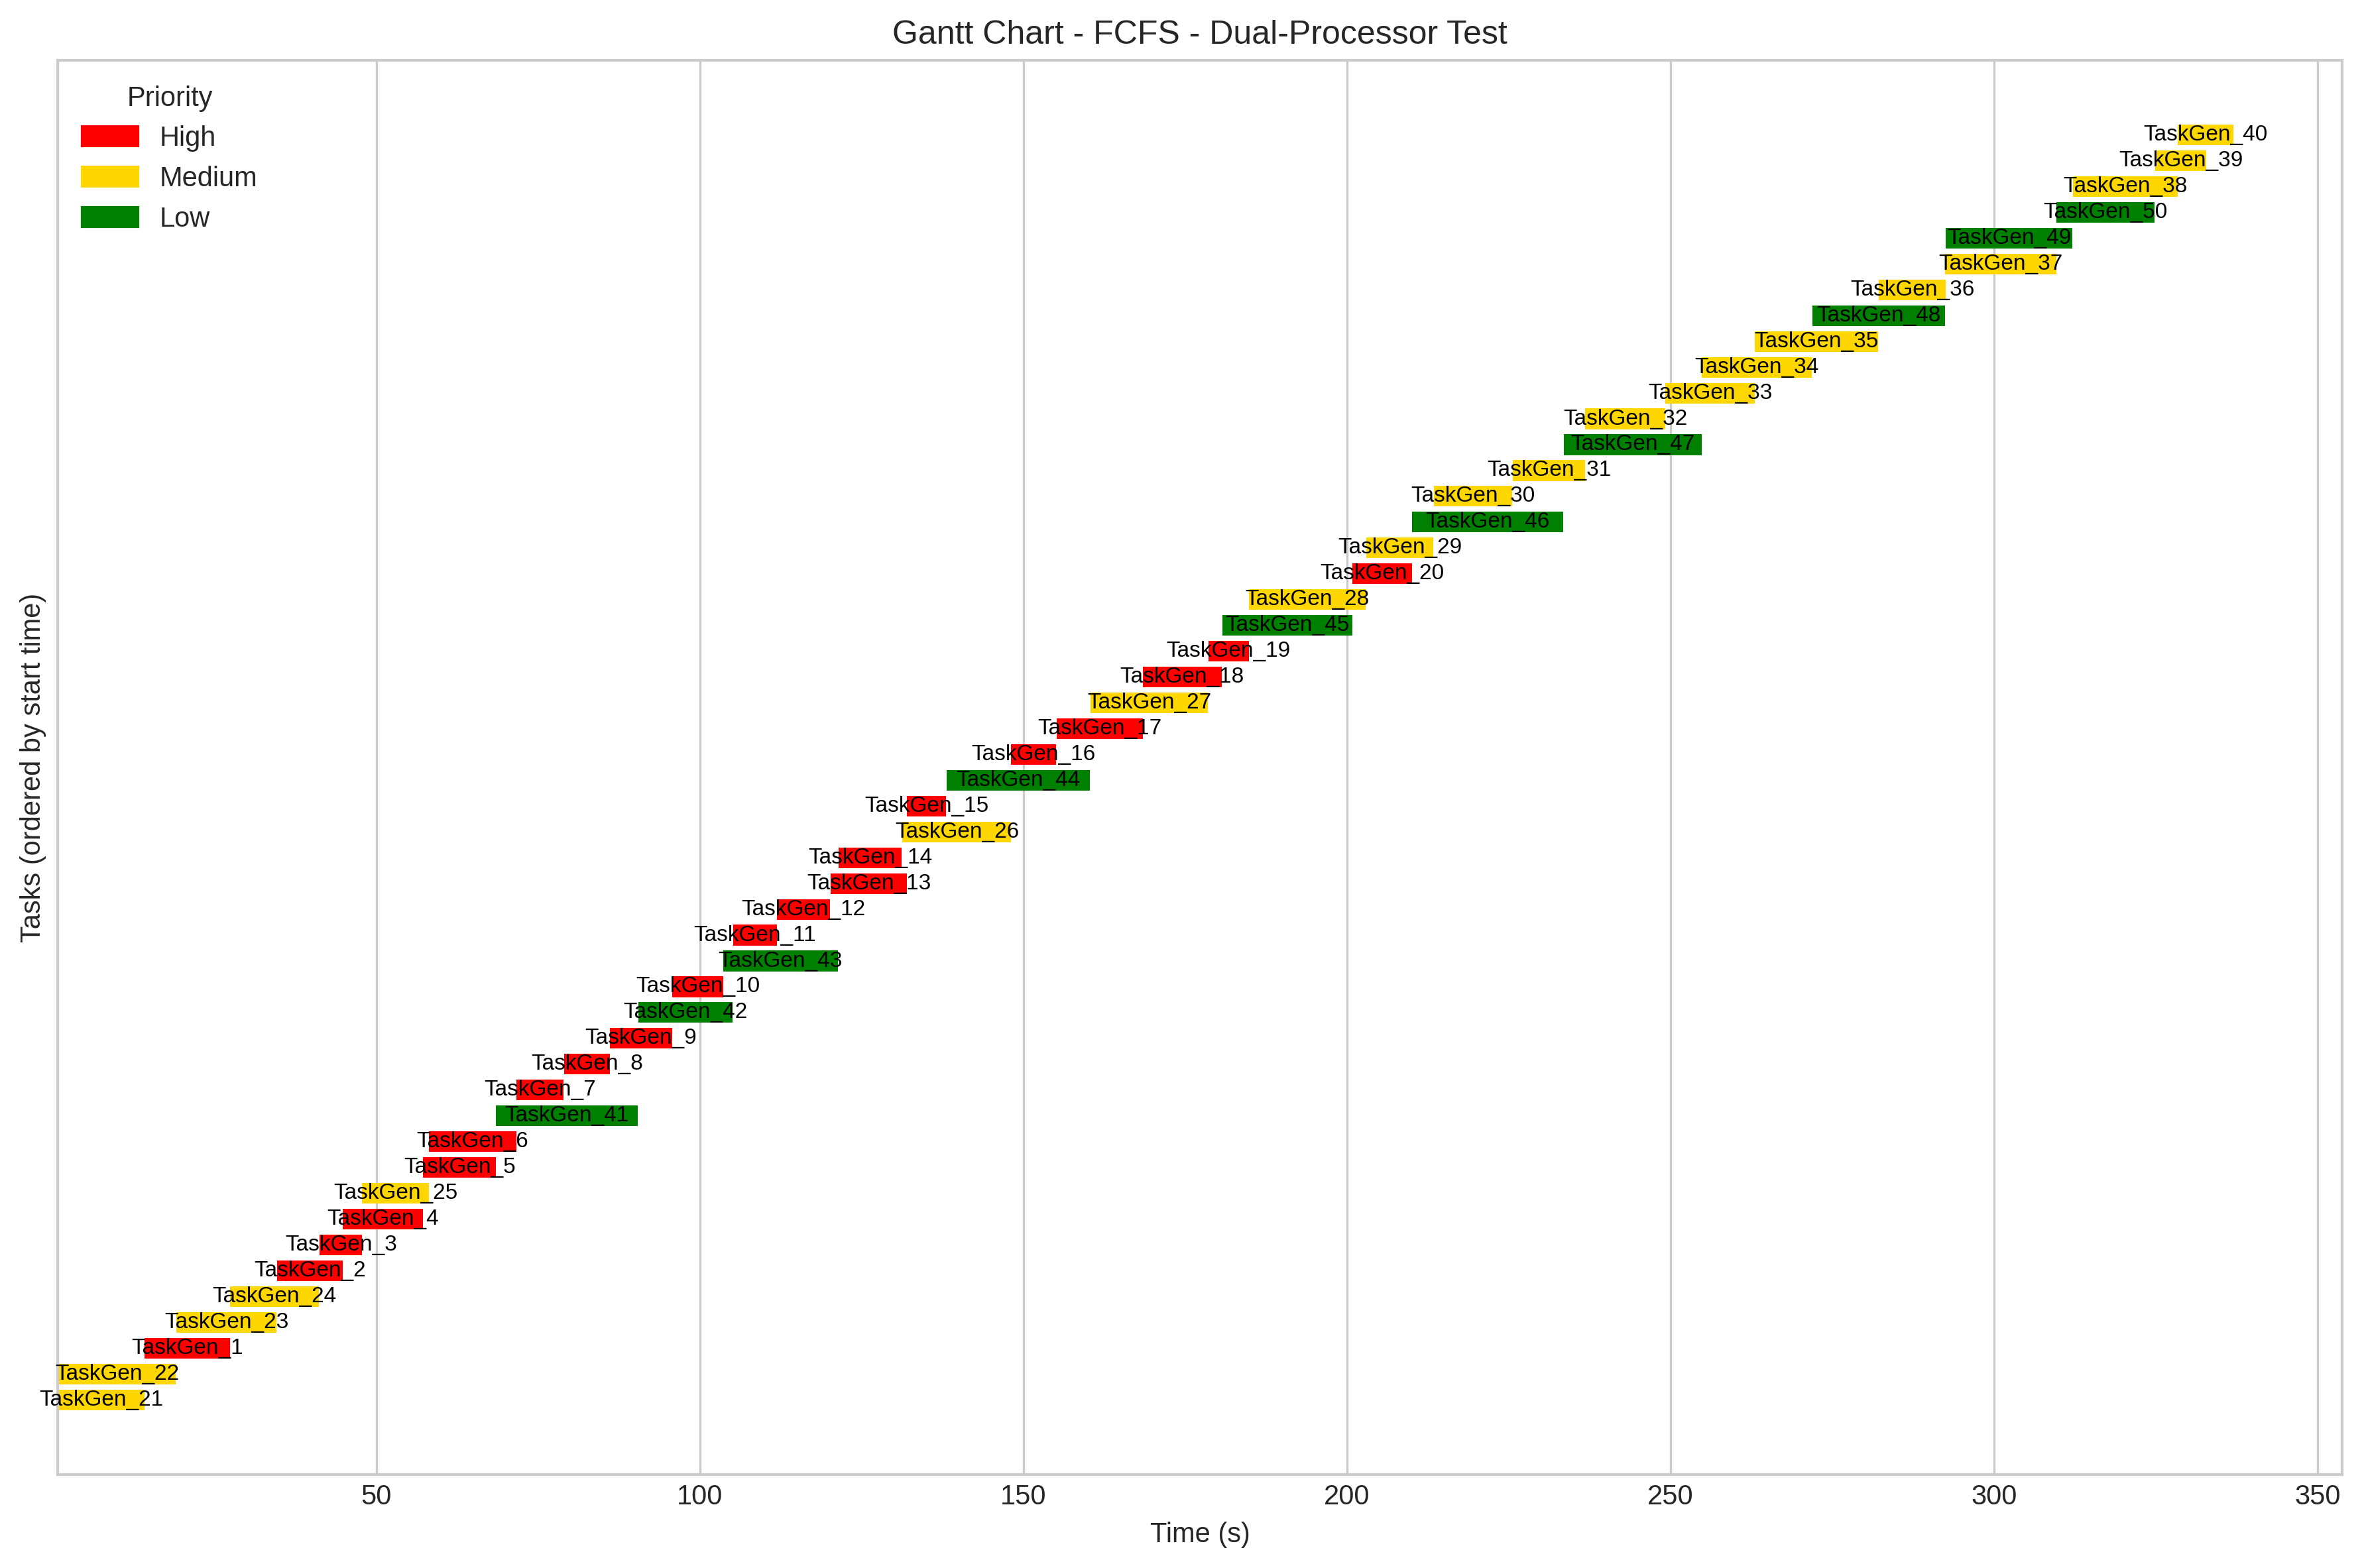 Gantt Chart - FCFS - Dual-Processor Test
Priority
High
Medium
Low
TaskGen_40
TaskGen_39
TaskGen_38
TaskGen_50
TaskGen_49
TaskGen_37
TaskGen_36
TaskGen_48
TaskGen_35
TaskGen_34
TaskGen_33
TaskGen_32
TaskGen_47
TaskGen_31
TaskGen_30
TaskGen_46
TaskGen_29
TaskGen_20
TaskGen_28
TaskGen_45
TaskGen_19
TaskGen_18
TaskGen_27
TaskGen_17
TaskGen_16
TaskGen_44
TaskGen_15
TaskGen_26
TaskGen_14
TaskGen_13
TaskGen_12
TaskGen_11
TaskGen_43
TaskGen_10
TaskGen_42
TaskGen_9
TaskGen_8
TaskGen_7
TaskGen_41
TaskGen_6
TaskGen_5
TaskGen_25
TaskGen_4
TaskGen_3
TaskGen_2
TaskGen_24
TaskGen_23
TaskGen_1
TaskGen_22
TaskGen_21
Tasks (ordered by start time)
50 100 150 200 250 300 350
Time (s)